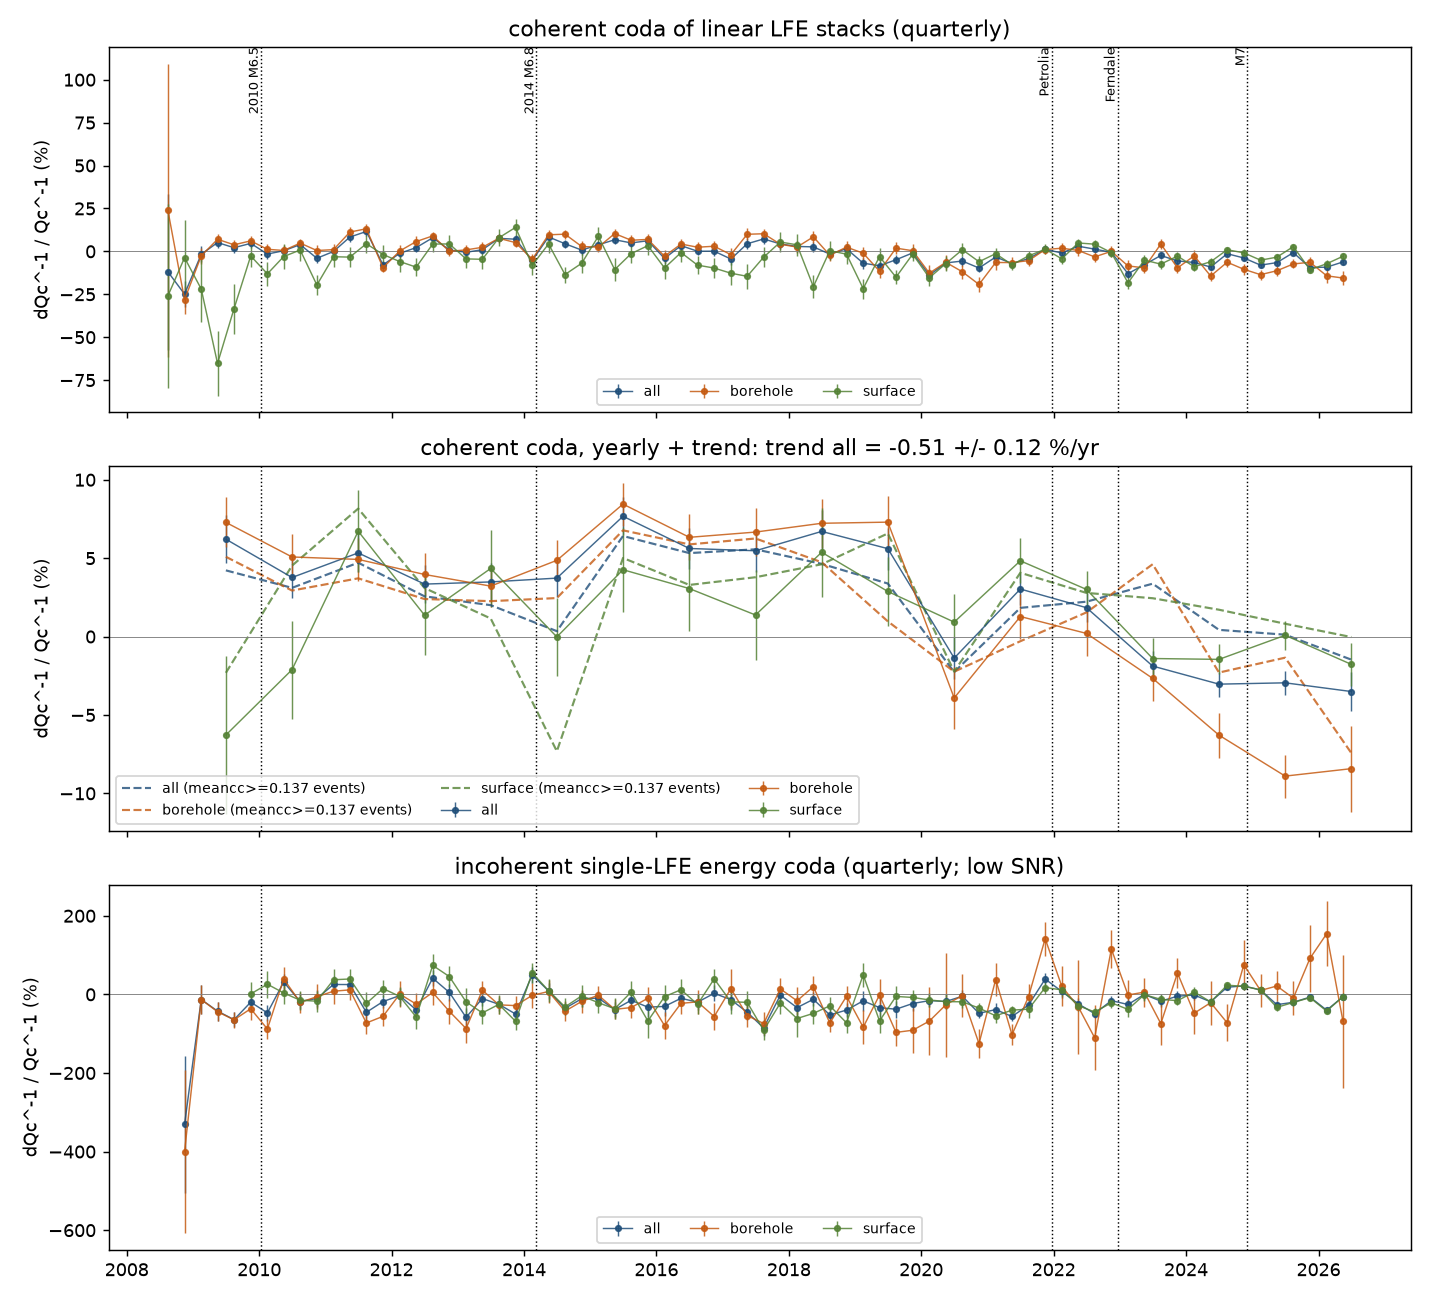 coherent coda of linear LFE stacks (quarterly)
dQc^-1 / Qc^-1 (%)
100
75
50
25
0
−25
−50
−75
2010 M6.5
2014 M6.8
Petrolia
Ferndale
M7
all
borehole
surface
coherent coda, yearly + trend: trend all = -0.51 +/- 0.12 %/yr
dQc^-1 / Qc^-1 (%)
10
5
0
−5
−10
all (meancc>=0.137 events)
borehole (meancc>=0.137 events)
surface (meancc>=0.137 events)
all
borehole
surface
incoherent single-LFE energy coda (quarterly; low SNR)
dQc^-1 / Qc^-1 (%)
200
0
−200
−400
−600
all
borehole
surface
2008
2010
2012
2014
2016
2018
2020
2022
2024
2026